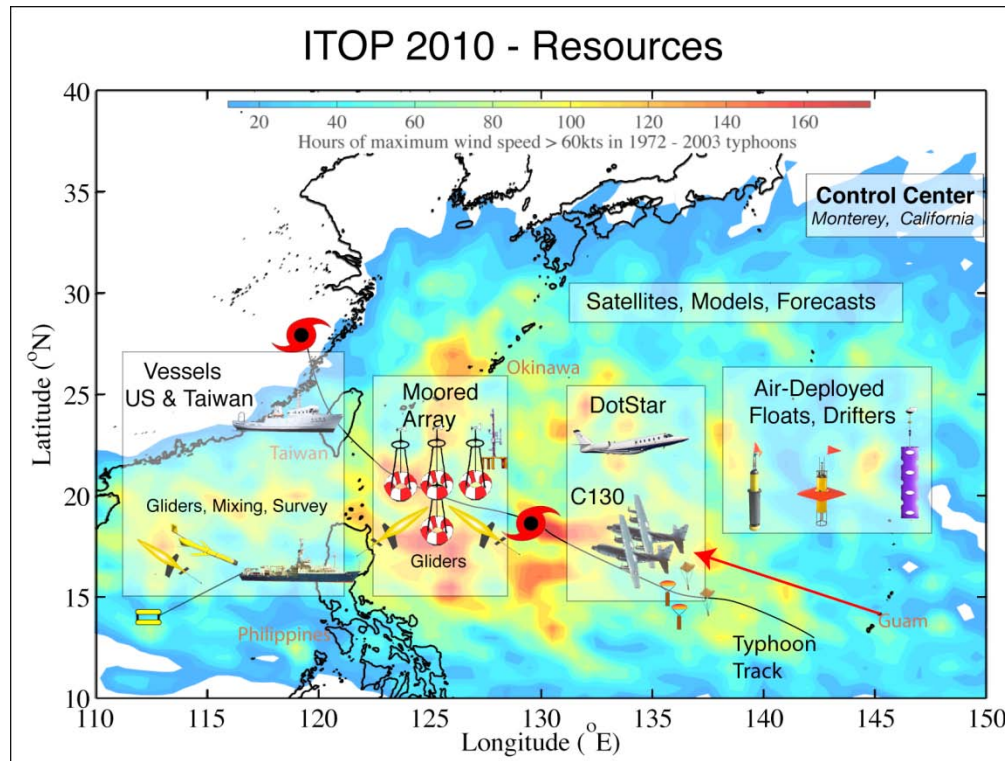 ITOP 2010 - Resources
40
35
30
25
20
15
10
Latitude (°N)
20 40 60 80 100 120 140 160
Hours of maximum wind speed > 60kts in 1972 - 2003 typhoons
Control Center
Monterey, California
Satellites, Models, Forecasts
Okinawa
Vessels
US & Taiwan
Taiwan
Gliders, Mixing, Survey
Moored
Array
Gliders
DotStar
C130
Air-Deployed
Floats, Drifters
Guam
Philippines
Typhoon
Track
110 115 120 125 130 135 140 145 150
Longitude (°E)